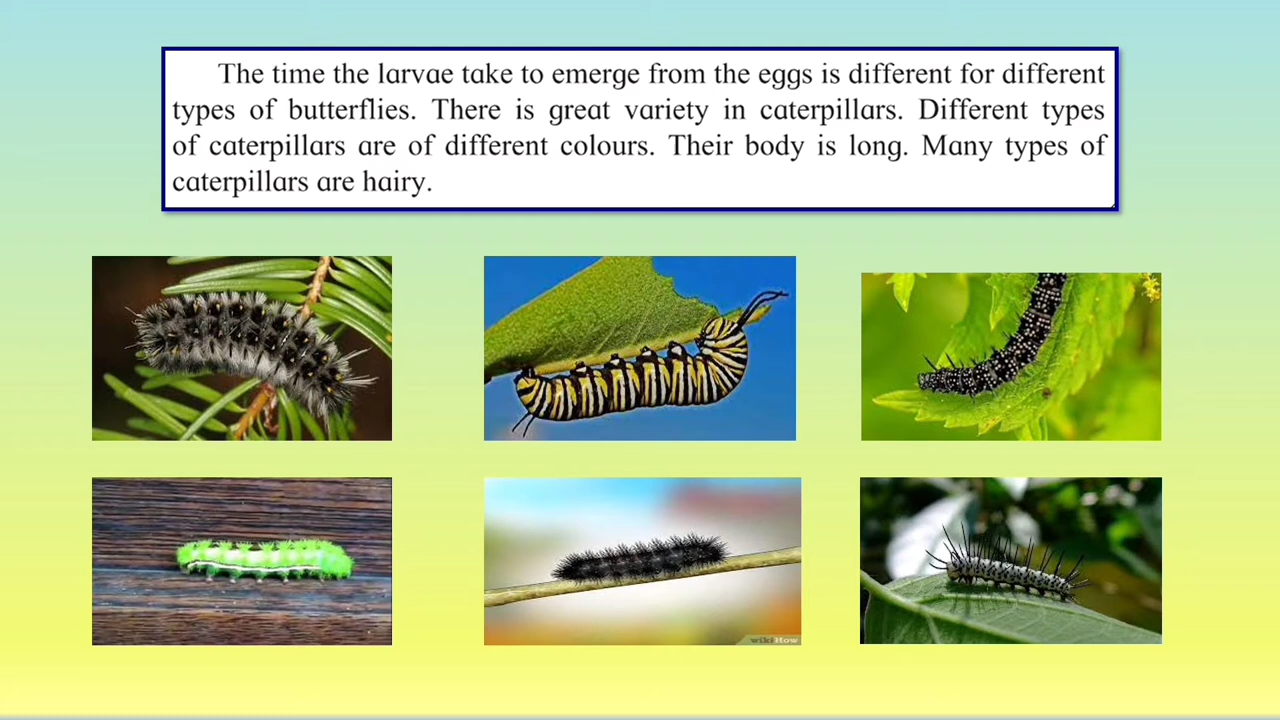 The time the larvae take to emerge from the eggs is different for different
types of butterflies. There is great variety in caterpillars. Different types
of caterpillars are of different colours. Their body is long. Many types of
caterpillars are hairy.
wikiHow